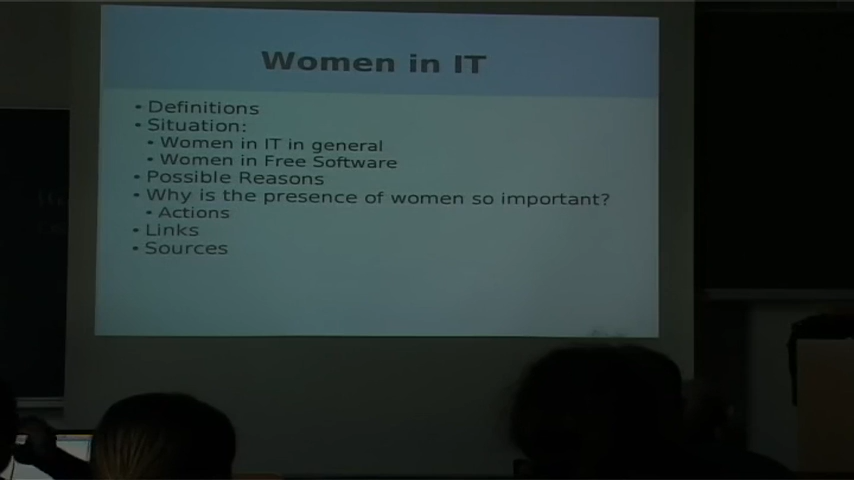 Women in IT
• Definitions
• Situation:
• Women in IT in general
• Women in Free Software
• Possible Reasons
• Why is the presence of women so important?
• Actions
• Links
• Sources